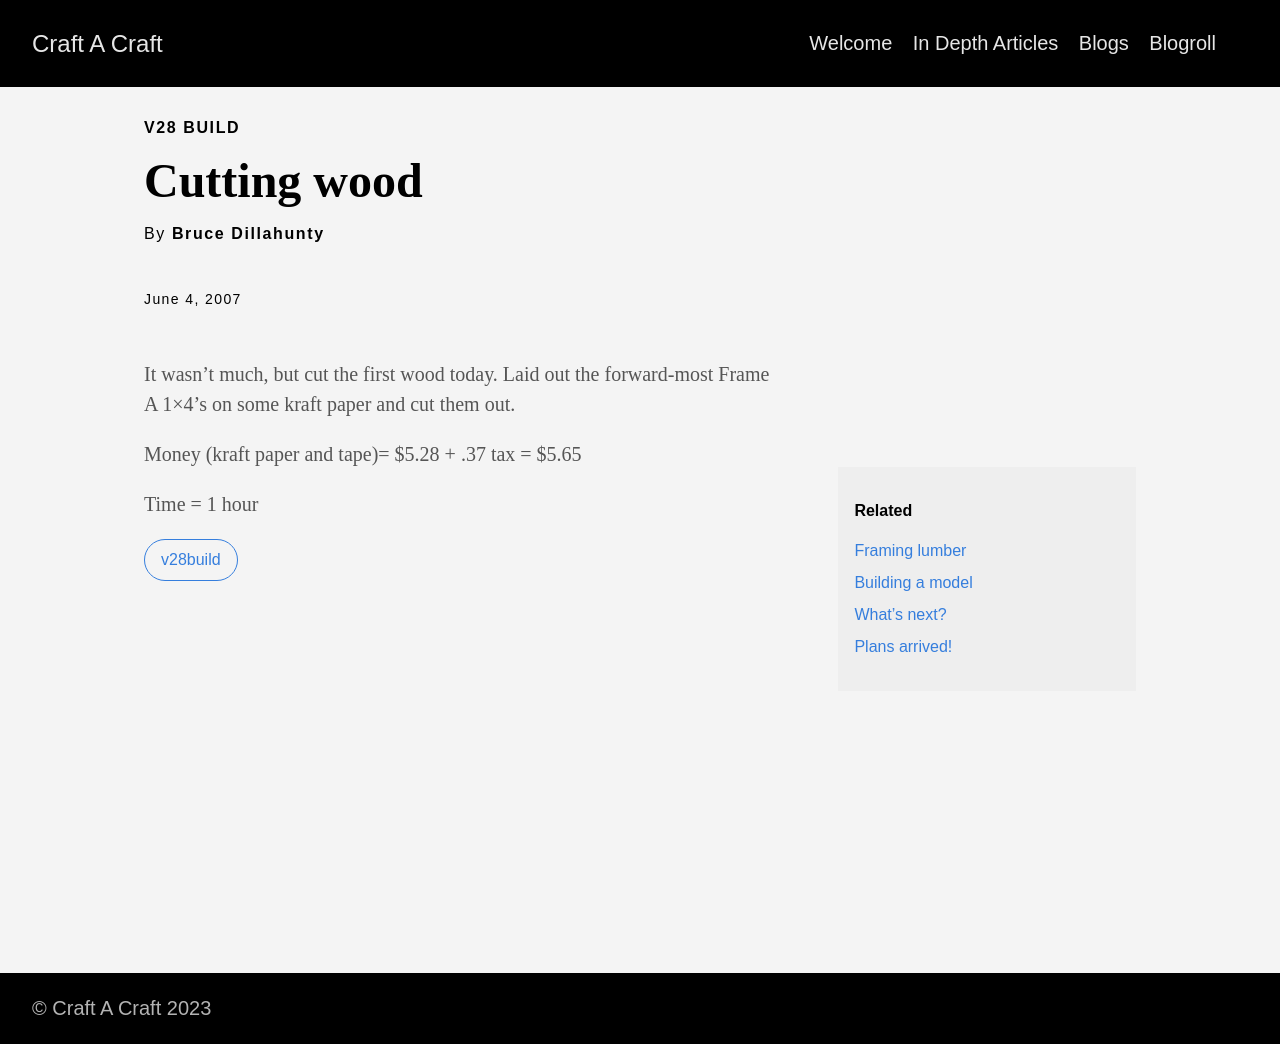 Craft A Craft
Welcome In Depth Articles Blogs Blogroll
V28 BUILD
Cutting wood
By Bruce Dillahunty
June 4, 2007
It wasn’t much, but cut the first wood today. Laid out the forward-most Frame
A 1×4’s on some kraft paper and cut them out.
Money (kraft paper and tape)= $5.28 + .37 tax = $5.65
Time = 1 hour
v28build
Related
Framing lumber
Building a model
What’s next?
Plans arrived!
© Craft A Craft 2023